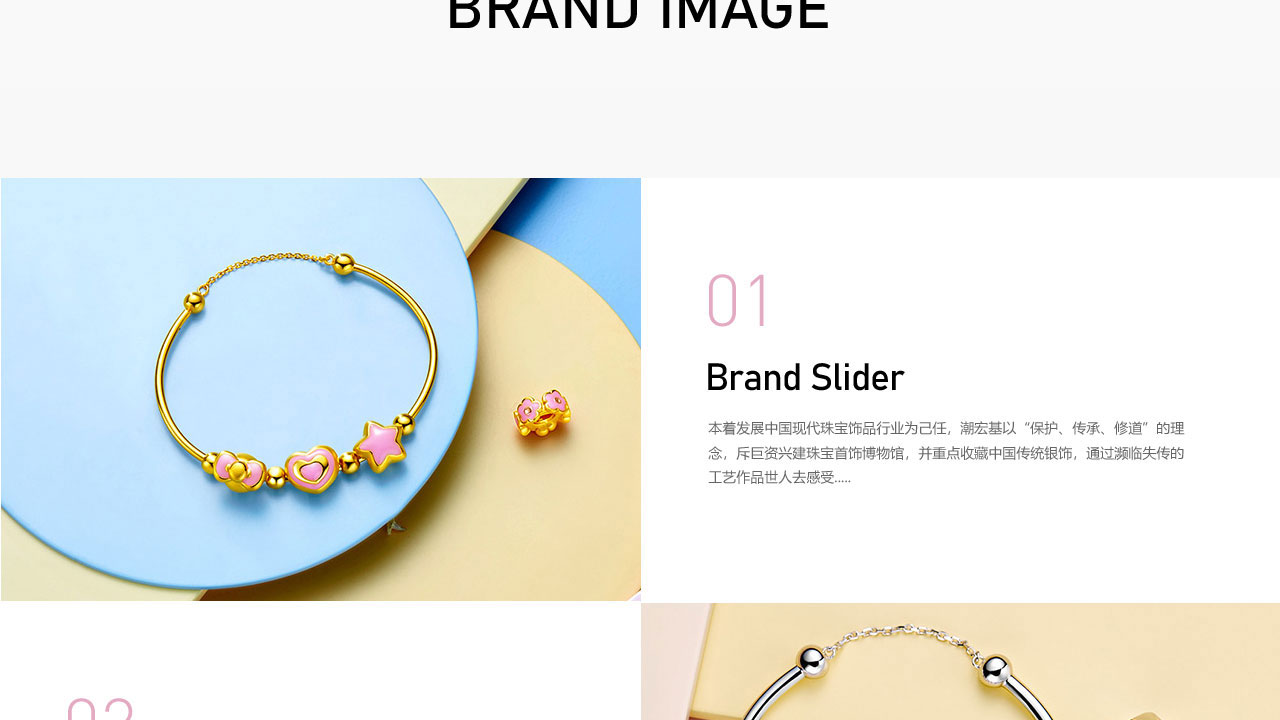 BRAND IMAGE
01
Brand Slider
本着发展中国现代珠宝饰品行业为己任，潮宏基以“保护、传承、修道”的理
念，斥巨资兴建珠宝首饰博物馆，并重点收藏中国传统银饰，通过濒临失传的
工艺作品世人去感受.....
02